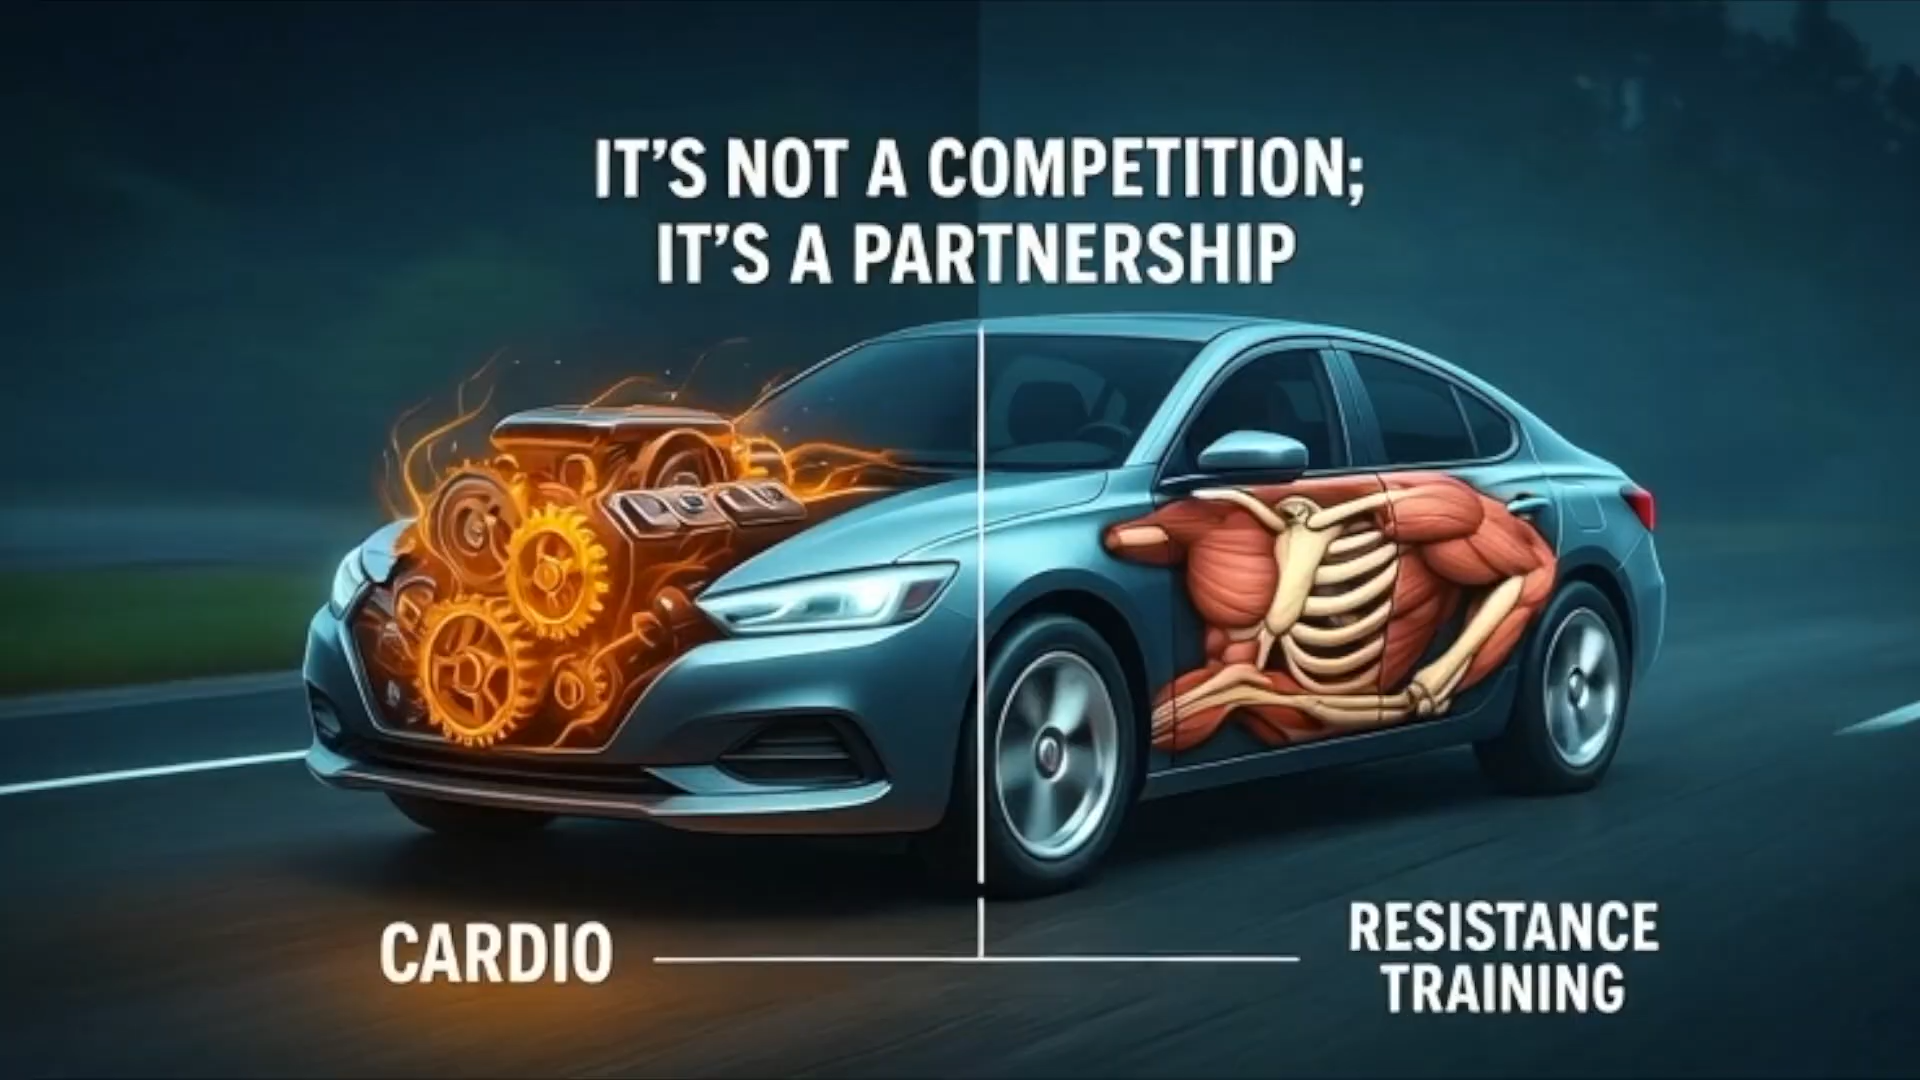 IT'S NOT A COMPETITION;
IT'S A PARTNERSHIP
CARDIO
RESISTANCE
TRAINING